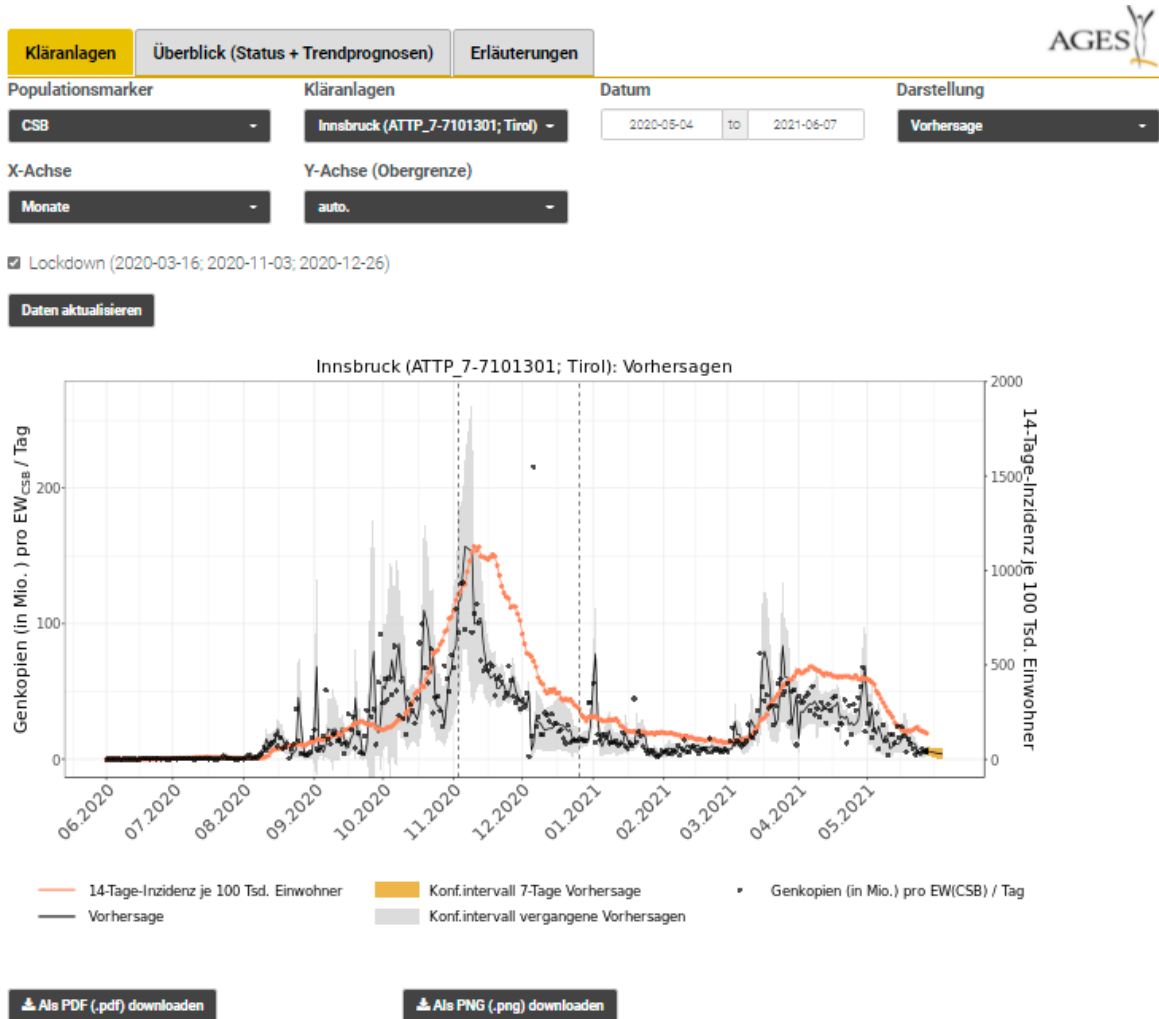 AGES
Kläranlagen Überblick (Status + Trendprognosen) Erläuterungen
Populationsmarker Kläranlagen Datum Darstellung
CSB Innsbruck (ATTP_7-7101301; Tirol) 2020-05-04 to 2021-06-07 Vorhersage
X-Achse Y-Achse (Obergrenze)
Monate auto.
Lockdown (2020-03-16; 2020-11-03; 2020-12-26)
Daten aktualisieren
Innsbruck (ATTP_7-7101301; Tirol): Vorhersagen
Genkopien (in Mio. ) pro EW CSB / Tag
200
100
0
2000
1500
1000
500
0
14-Tage-Inzidenz je 100 Tsd. Einwohner
06.2020 07.2020 08.2020 09.2020 10.2020 11.2020 12.2020 01.2021 02.2021 03.2021 04.2021 05.2021
14-Tage-Inzidenz je 100 Tsd. Einwohner Konf.intervall 7-Tage Vorhersage Genkopien (in Mio.) pro EW(CSB) / Tag
Vorhersage Konf.intervall vergangene Vorhersagen
Als PDF (.pdf) downloaden Als PNG (.png) downloaden